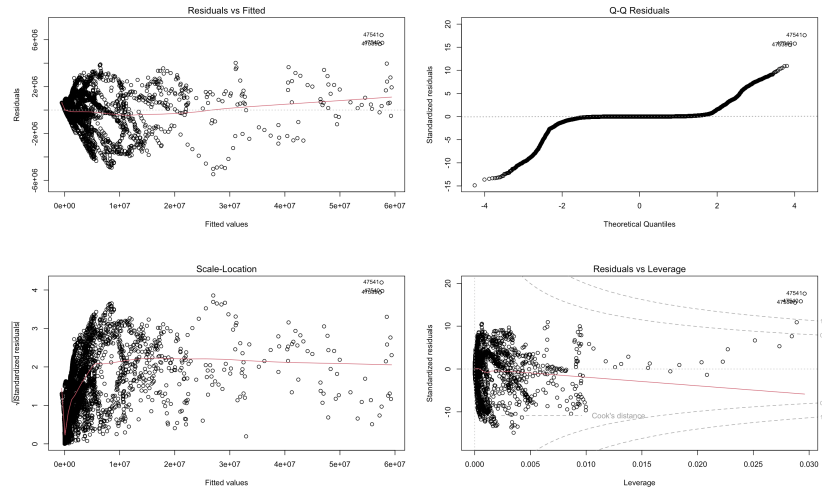 Residuals vs Fitted
Residuals
-6e+06
-2e+06
2e+06
6e+06
47541
0e+00 1e+07 2e+07 3e+07 4e+07 5e+07 6e+07
Fitted values
Q-Q Residuals
Standardized residuals
-15 -10 -5 0 5 10 15 20
47541
-4 -2 0 2 4
Theoretical Quantiles
Scale-Location
√|Standardized residuals|
0 1 2 3 4
47541
0e+00 1e+07 2e+07 3e+07 4e+07 5e+07 6e+07
Fitted values
Residuals vs Leverage
Standardized residuals
-10 0 10 20
47541
Cook's distance
0.000 0.005 0.010 0.015 0.020 0.025 0.030
Leverage